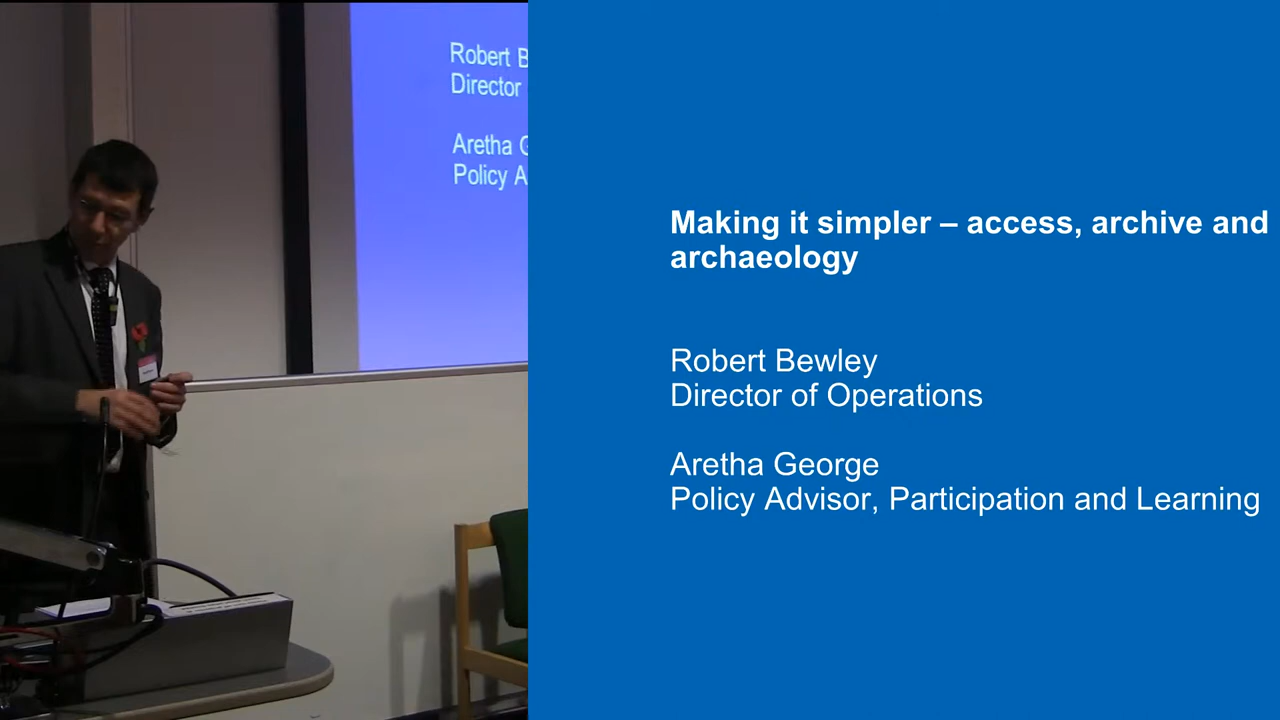 Robert B
Director
Aretha G
Policy A
Making it simpler – access, archive and
archaeology
Robert Bewley
Director of Operations
Aretha George
Policy Advisor, Participation and Learning